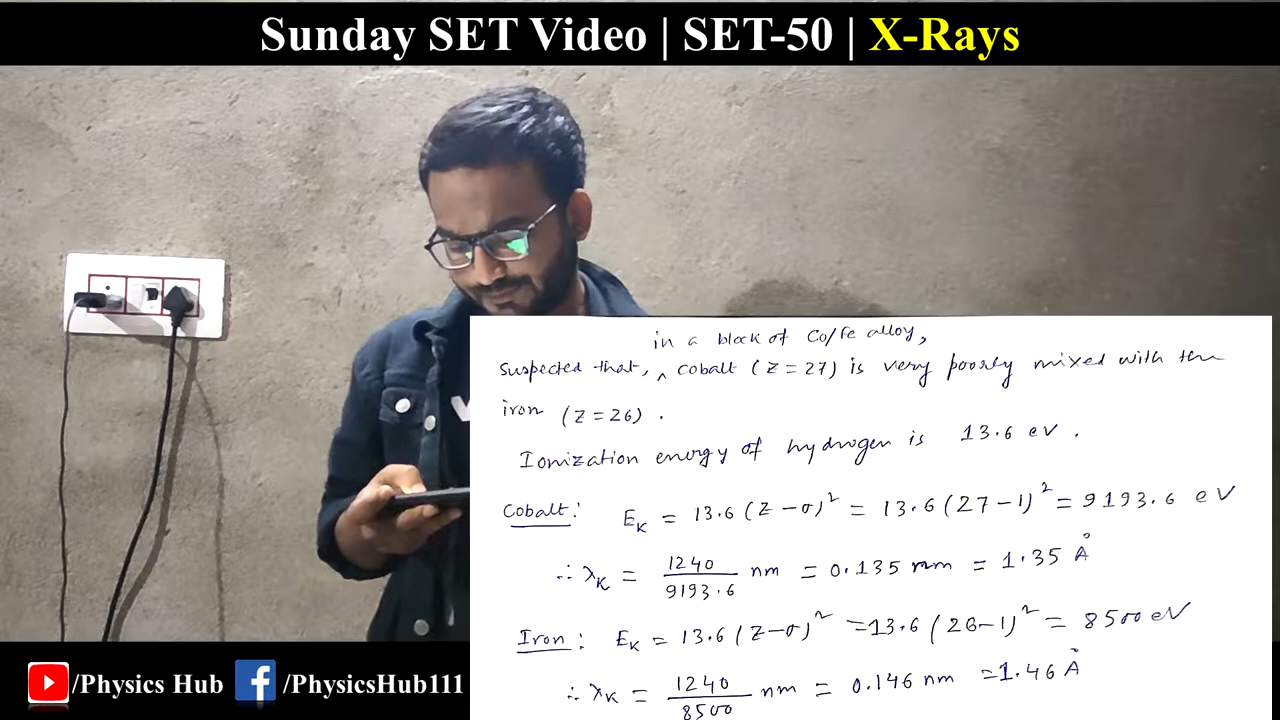 Sunday SET Video | SET-50 | X-Rays
in a block of Co/Fe alloy,
suspected that, ^ cobalt (Z = 27) is very poorly mixed with the
iron (Z = 26) .
Ionization energy of hydrogen is 13.6 eV .
Cobalt: E_K = 13.6 (Z – σ)² = 13.6 (27 – 1)² = 9193.6 eV
∴ λ_K = 1240/9193.6 nm = 0.135 nm = 1.35 Å
Iron: E_K = 13.6 (Z – σ)² = 13.6 (26 – 1)² = 8500 eV
∴ λ_K = 1240/8500 nm = 0.146 nm = 1.46 Å
/Physics Hub /PhysicsHub111